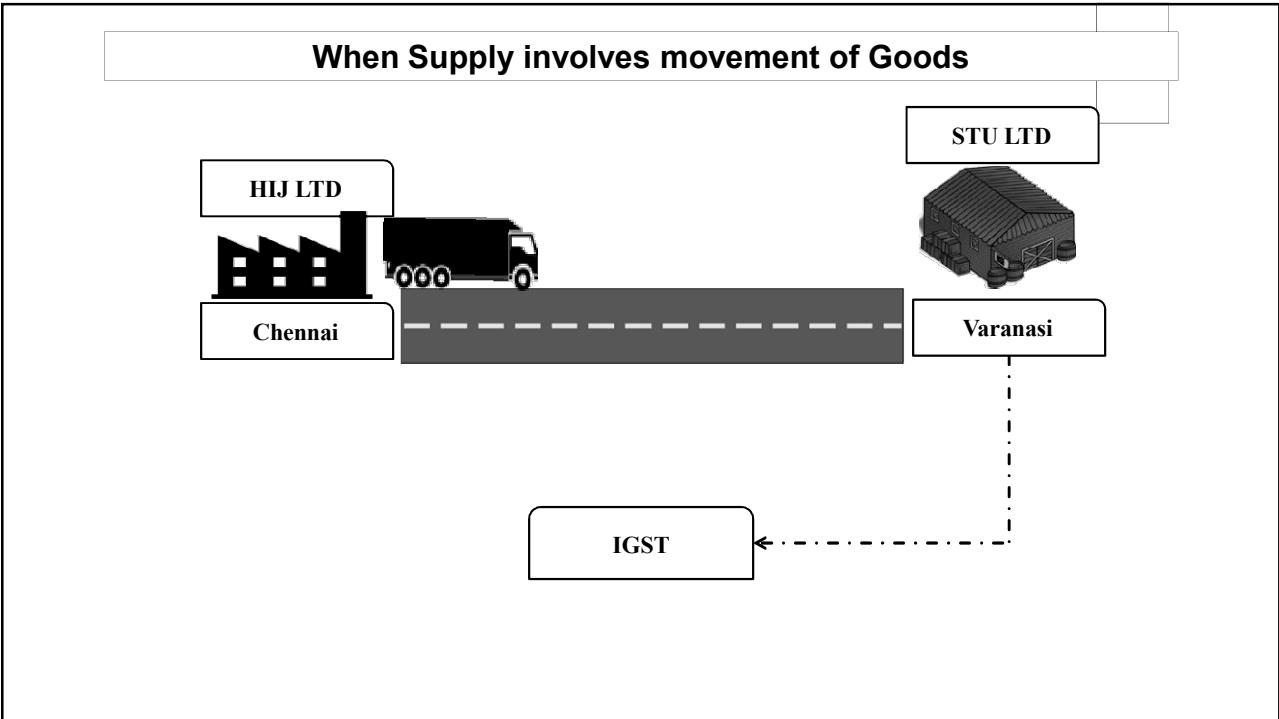 When Supply involves movement of Goods
STU LTD
HIJ LTD
Chennai
Varanasi
IGST